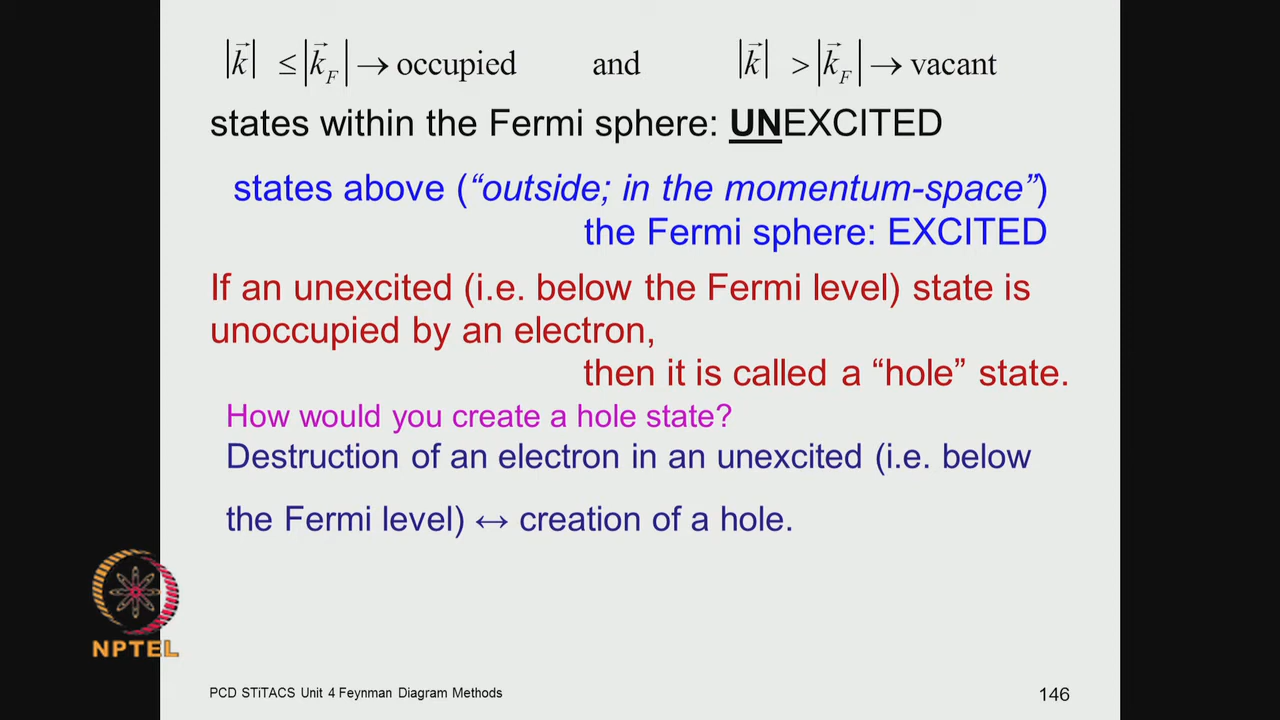 |k⃗| ≤ |k⃗_F| → occupied and |k⃗| > |k⃗_F| → vacant
states within the Fermi sphere: UNEXCITED
states above (“outside; in the momentum-space”)
the Fermi sphere: EXCITED
If an unexcited (i.e. below the Fermi level) state is
unoccupied by an electron,
then it is called a “hole” state.
How would you create a hole state?
Destruction of an electron in an unexcited (i.e. below
the Fermi level) ↔ creation of a hole.
NPTEL
PCD STiTACS Unit 4 Feynman Diagram Methods
146